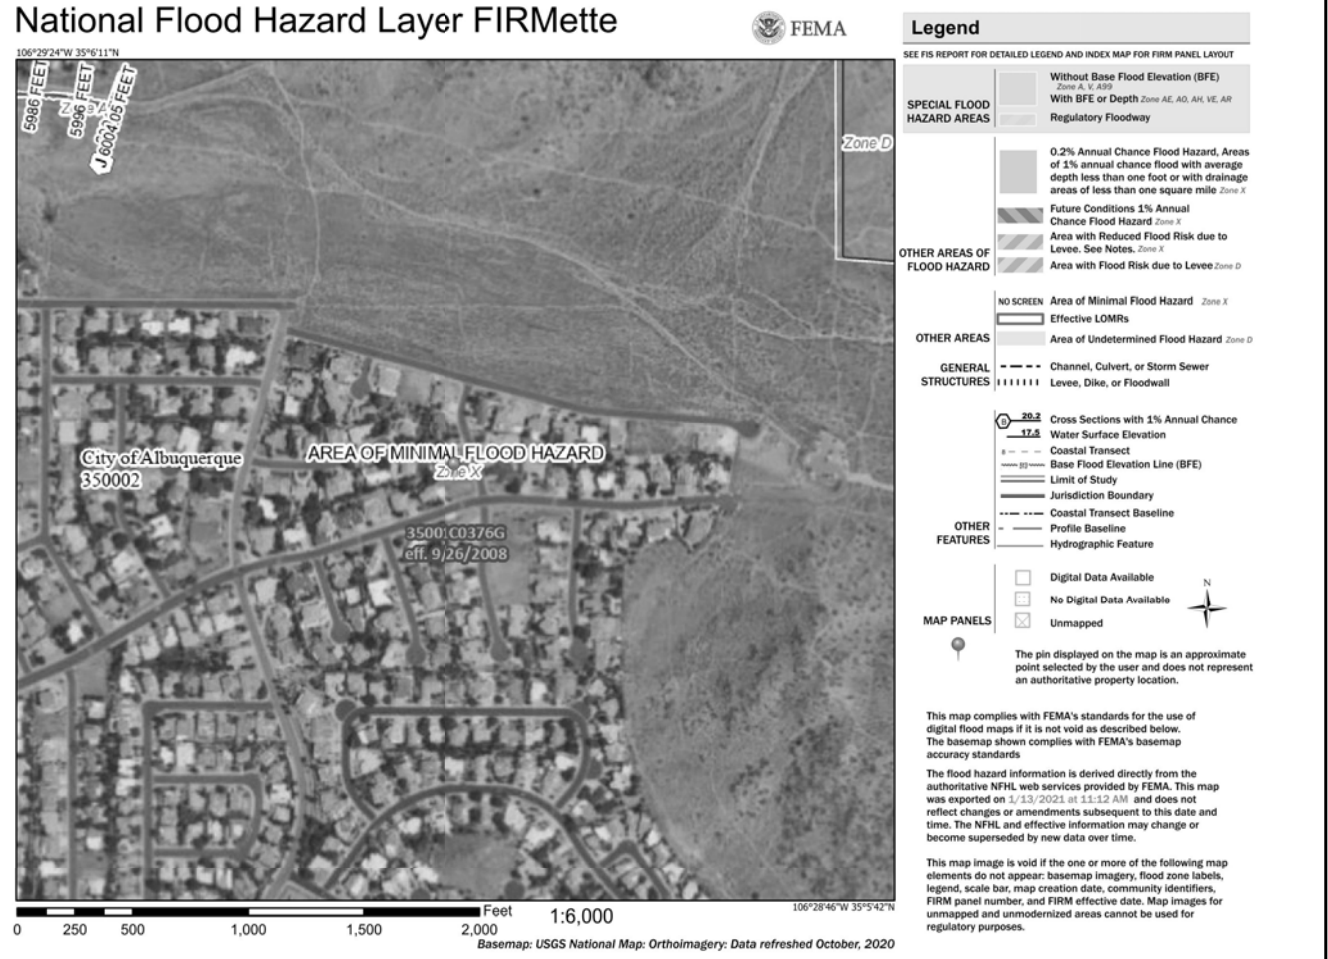 National Flood Hazard Layer FIRMette
FEMA
106°29'24"W 35°6'11"N
5986 FEET
5996 FEET
J 6004.05 FEET
Zone D
City of Albuquerque
350002
AREA OF MINIMAL FLOOD HAZARD
Zone X
35001C0376G
eff. 9/26/2008
106°28'46"W 35°5'42"N
0 250 500 1,000 1,500 2,000
Feet
1:6,000
Basemap: USGS National Map: Orthoimagery: Data refreshed October, 2020
Legend
SEE FIS REPORT FOR DETAILED LEGEND AND INDEX MAP FOR FIRM PANEL LAYOUT
SPECIAL FLOOD
HAZARD AREAS
Without Base Flood Elevation (BFE)
Zone A, V, A99
With BFE or Depth Zone AE, AO, AH, VE, AR
Regulatory Floodway
OTHER AREAS OF
FLOOD HAZARD
0.2% Annual Chance Flood Hazard, Areas
of 1% annual chance flood with average
depth less than one foot or with drainage
areas of less than one square mile Zone X
Future Conditions 1% Annual
Chance Flood Hazard Zone X
Area with Reduced Flood Risk due to
Levee. See Notes. Zone X
Area with Flood Risk due to Levee Zone D
OTHER AREAS
NO SCREEN Area of Minimal Flood Hazard Zone X
Effective LOMRs
Area of Undetermined Flood Hazard Zone D
GENERAL
STRUCTURES
Channel, Culvert, or Storm Sewer
Levee, Dike, or Floodwall
OTHER
FEATURES
B 20.2 Cross Sections with 1% Annual Chance
17.5 Water Surface Elevation
8 Coastal Transect
513 Base Flood Elevation Line (BFE)
Limit of Study
Jurisdiction Boundary
Coastal Transect Baseline
Profile Baseline
Hydrographic Feature
MAP PANELS
Digital Data Available
No Digital Data Available
Unmapped
N
The pin displayed on the map is an approximate
point selected by the user and does not represent
an authoritative property location.
This map complies with FEMA's standards for the use of
digital flood maps if it is not void as described below.
The basemap shown complies with FEMA's basemap
accuracy standards
The flood hazard information is derived directly from the
authoritative NFHL web services provided by FEMA. This map
was exported on 1/13/2021 at 11:12 AM and does not
reflect changes or amendments subsequent to this date and
time. The NFHL and effective information may change or
become superseded by new data over time.
This map image is void if the one or more of the following map
elements do not appear: basemap imagery, flood zone labels,
legend, scale bar, map creation date, community identifiers,
FIRM panel number, and FIRM effective date. Map images for
unmapped and unmodernized areas cannot be used for
regulatory purposes.